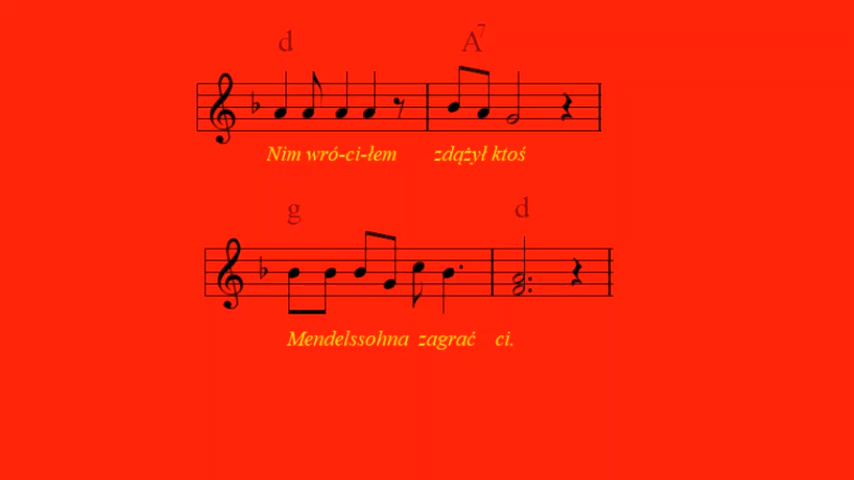 d A7
Nim wró-ci-łem zdążył ktoś
g d
Mendelssohna zagrać ci.